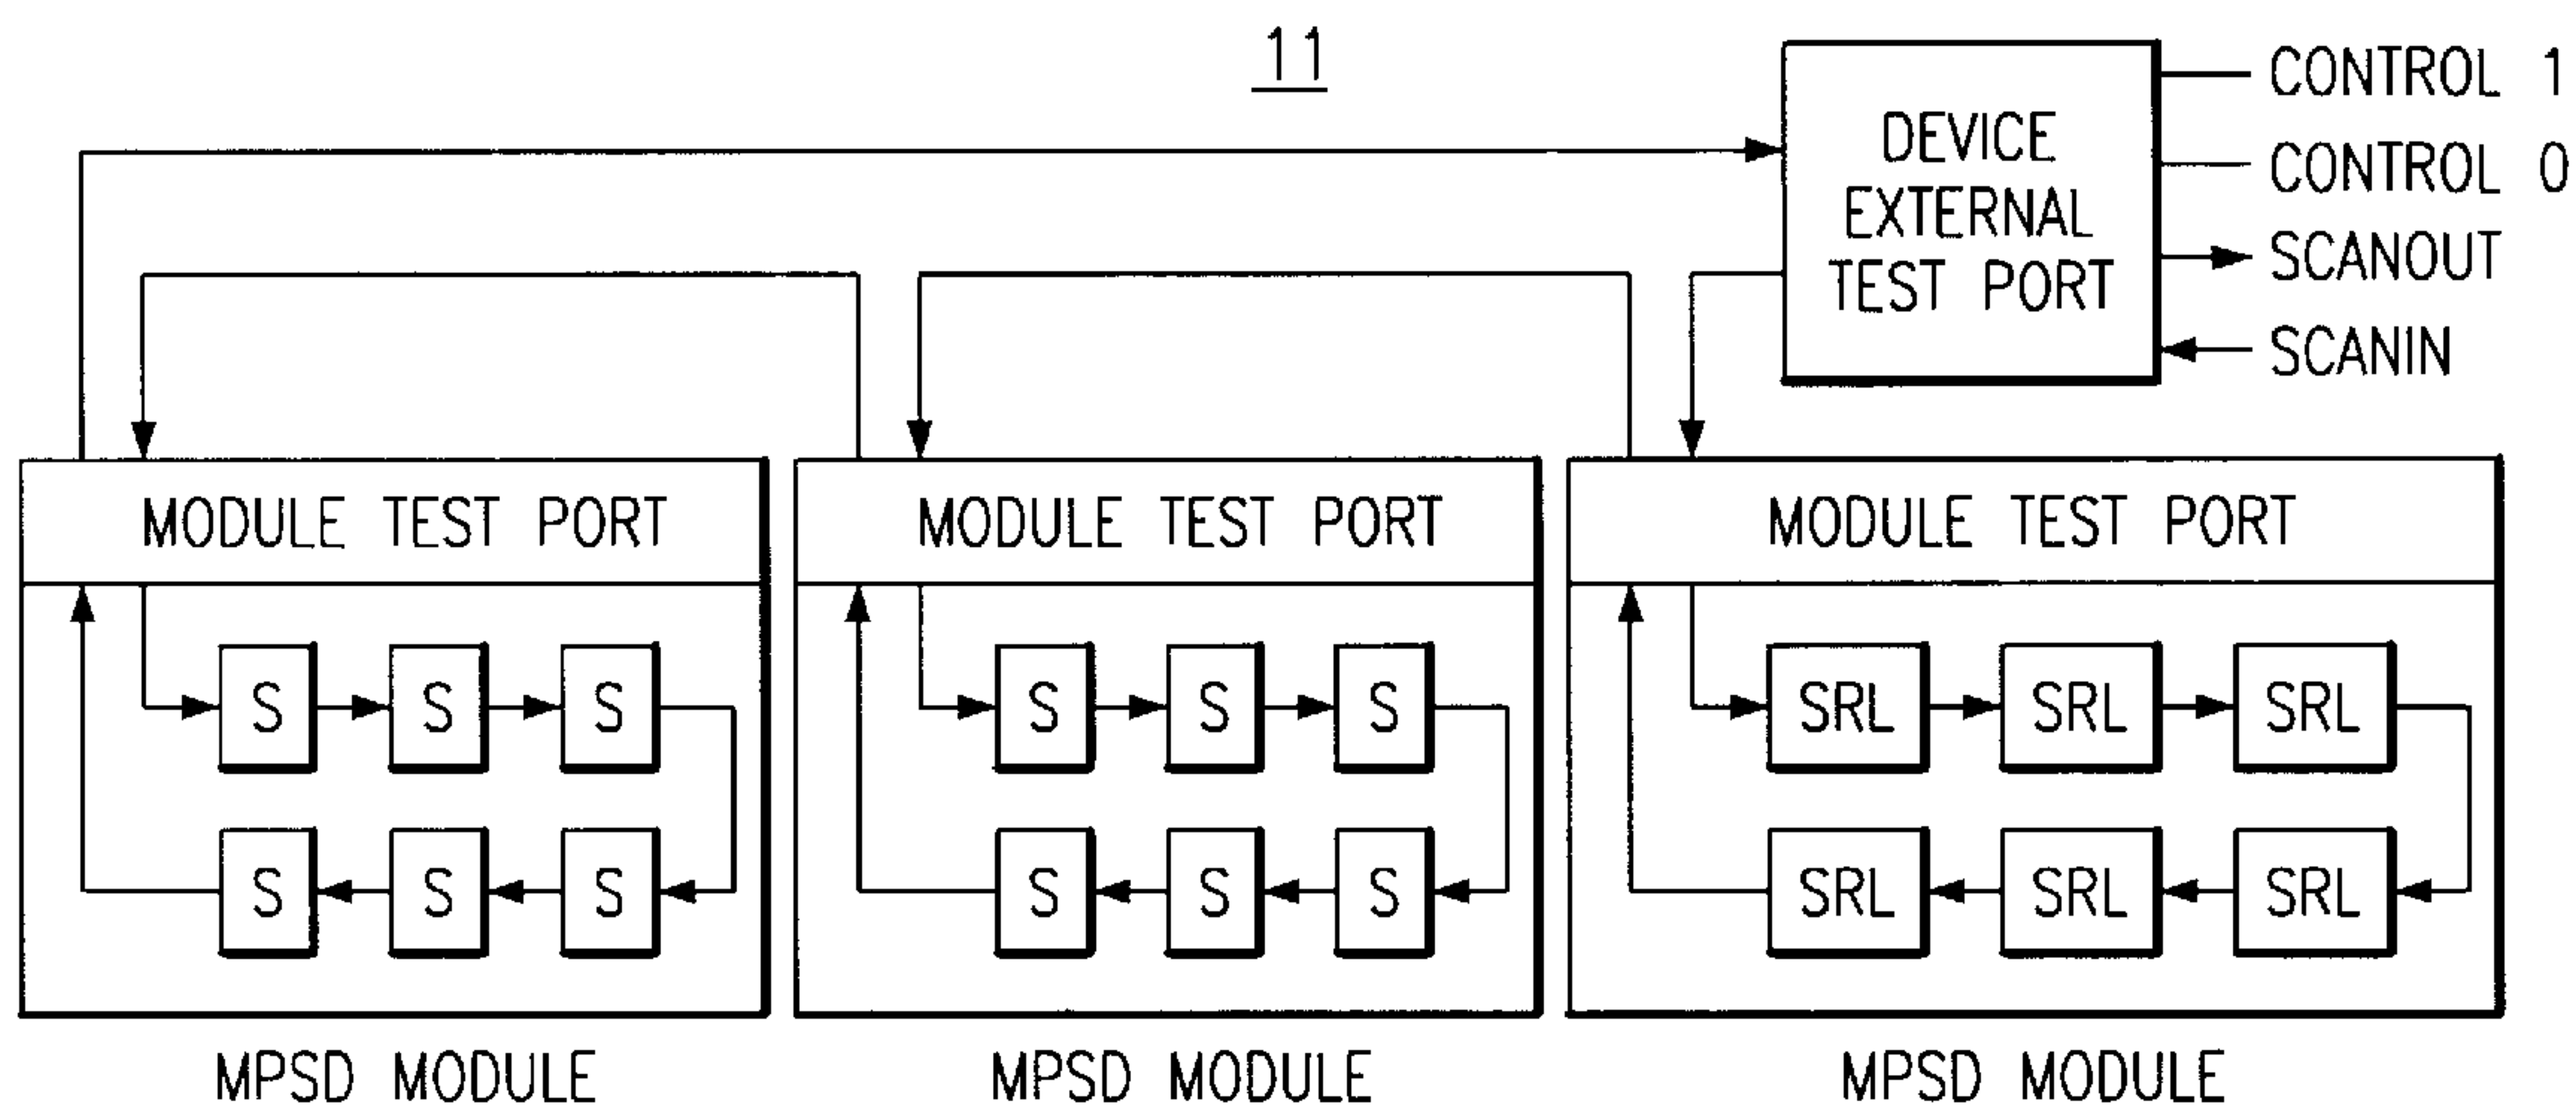 11
DEVICE
EXTERNAL
TEST PORT
CONTROL 1
CONTROL 0
SCANOUT
SCANIN
MODULE TEST PORT
MODULE TEST PORT
MODULE TEST PORT
S S S
S S S
SRL SRL SRL
S S S
S S S
SRL SRL SRL
MPSD MODULE
MPSD MODULE
MPSD MODULE